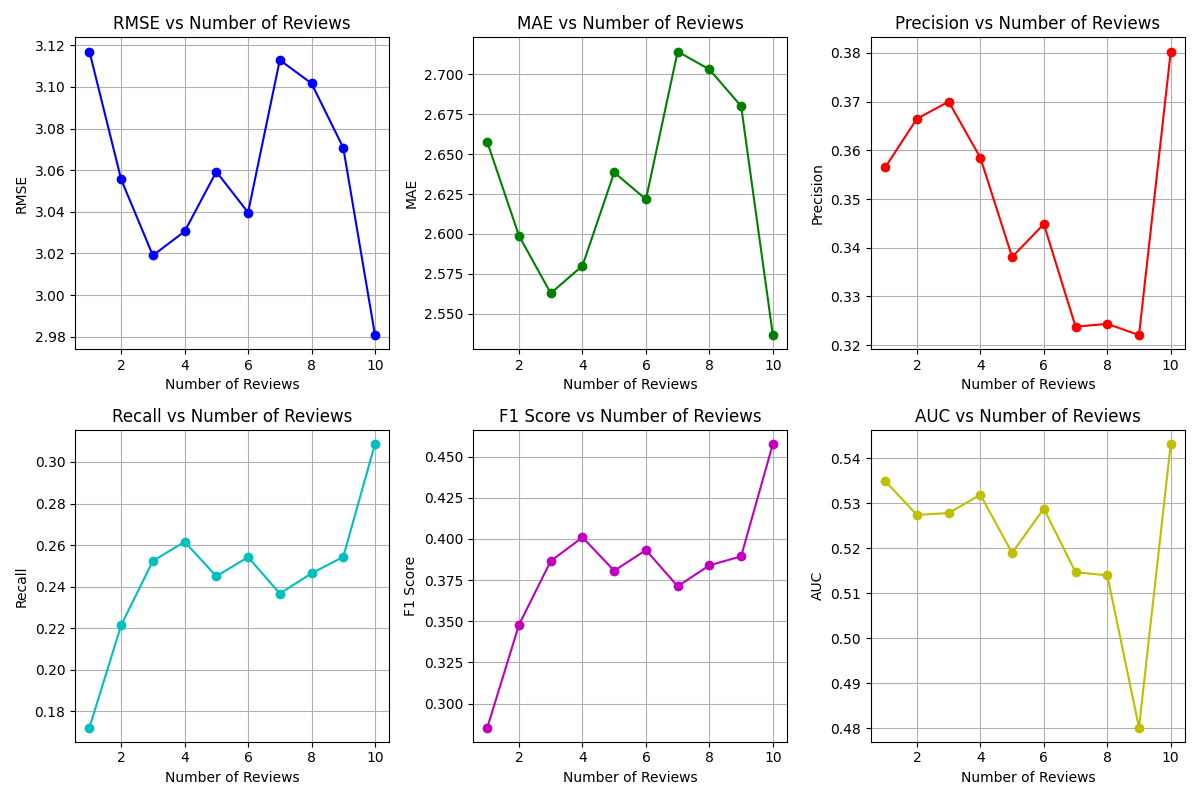 RMSE vs Number of Reviews
3.12
3.10
3.08
3.06
3.04
3.02
3.00
2.98
RMSE
2 4 6 8 10
Number of Reviews
MAE vs Number of Reviews
2.700
2.675
2.650
2.625
2.600
2.575
2.550
MAE
2 4 6 8 10
Number of Reviews
Precision vs Number of Reviews
0.38
0.37
0.36
0.35
0.34
0.33
0.32
Precision
2 4 6 8 10
Number of Reviews
Recall vs Number of Reviews
0.30
0.28
0.26
0.24
0.22
0.20
0.18
Recall
2 4 6 8 10
Number of Reviews
F1 Score vs Number of Reviews
0.450
0.425
0.400
0.375
0.350
0.325
0.300
F1 Score
2 4 6 8 10
Number of Reviews
AUC vs Number of Reviews
0.54
0.53
0.52
0.51
0.50
0.49
0.48
AUC
2 4 6 8 10
Number of Reviews